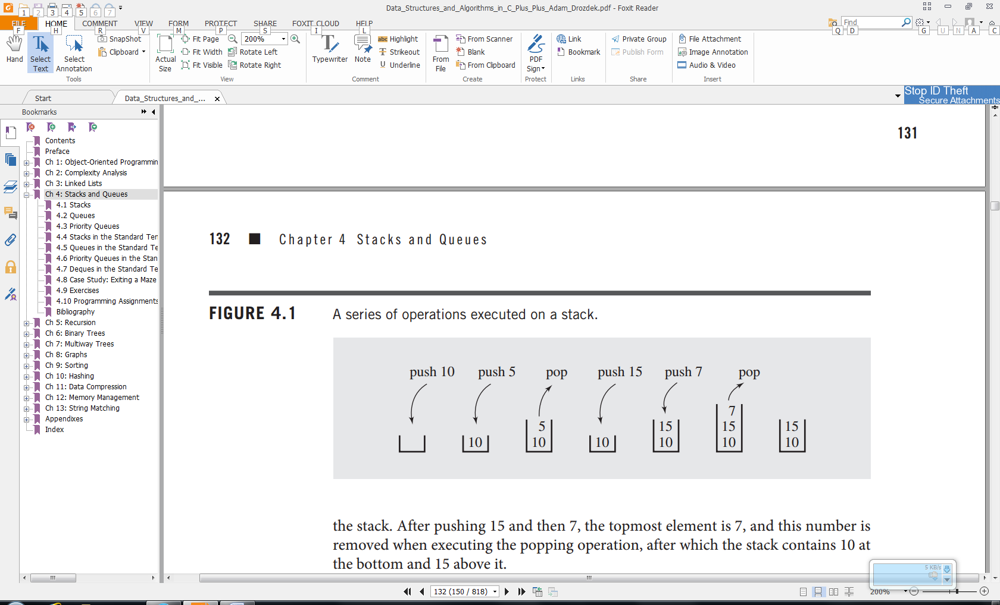 Data_Structures_and_Algorithms_in_C_Plus_Plus_Adam_Drozdek.pdf - Foxit Reader
1 2 3 4 5 6 7
FILE HOME COMMENT VIEW FORM PROTECT SHARE FOXIT CLOUD HELP
Find
F H R V M P S I L Q D G U N A C
Hand
Select Text
Select Annotation
SnapShot
Clipboard
Tools
Actual Size
Fit Page
Fit Width
Fit Visible
200%
Rotate Left
Rotate Right
View
Typewriter
Note
abc Highlight
Strikeout
U Underline
Comment
From File
From Scanner
Blank
From Clipboard
Create
PDF Sign
Protect
Link
Bookmark
Links
Private Group
Publish Form
Share
File Attachment
Image Annotation
Audio & Video
Insert
Start
Data_Structures_and_...
Stop ID Theft
Secure Attachments
Bookmarks
Contents
Preface
Ch 1: Object-Oriented Programmin
Ch 2: Complexity Analysis
Ch 3: Linked Lists
Ch 4: Stacks and Queues
4.1 Stacks
4.2 Queues
4.3 Priority Queues
4.4 Stacks in the Standard Ten
4.5 Queues in the Standard Te
4.6 Priority Queues in the Stan
4.7 Deques in the Standard Te
4.8 Case Study: Exiting a Maze
4.9 Exercises
4.10 Programming Assignments
Bibliography
Ch 5: Recursion
Ch 6: Binary Trees
Ch 7: Multiway Trees
Ch 8: Graphs
Ch 9: Sorting
Ch 10: Hashing
Ch 11: Data Compression
Ch 12: Memory Management
Ch 13: String Matching
Appendixes
Index
131
132 ■ Chapter 4 Stacks and Queues
FIGURE 4.1 A series of operations executed on a stack.
push 10 push 5 pop push 15 push 7 pop
7
5 15 15 15
10 10 10 10 10 10
the stack. After pushing 15 and then 7, the topmost element is 7, and this number is
removed when executing the popping operation, after which the stack contains 10 at
the bottom and 15 above it.
5 KB/s
132 (150 / 818)
200%